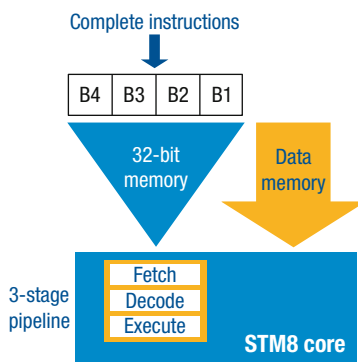 Complete instructions
B4 B3 B2 B1
32-bit
memory
Data
memory
3-stage
pipeline
Fetch
Decode
Execute
STM8 core